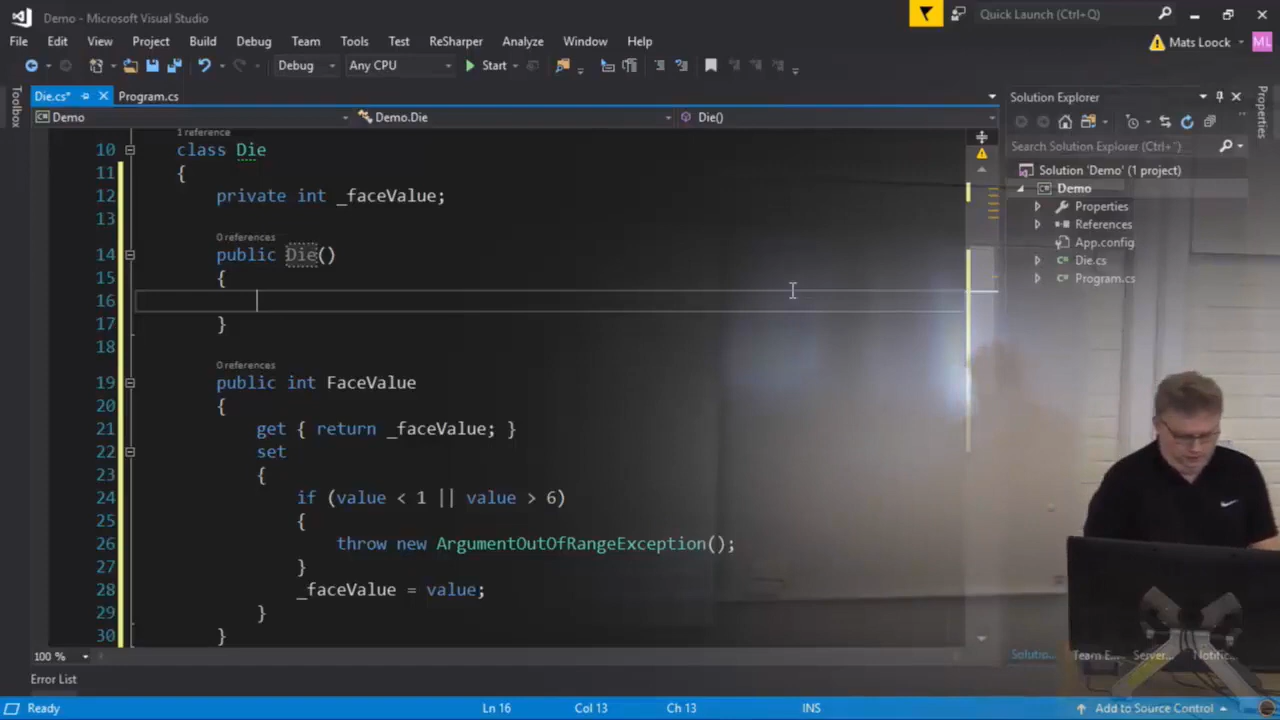 Demo - Microsoft Visual Studio
Quick Launch (Ctrl+Q)
File Edit View Project Build Debug Team Tools Test ReSharper Analyze Window Help
Mats Loock ML
Debug Any CPU Start
Toolbox
Die.cs* Program.cs
Demo Demo.Die Die()
1 reference
10 class Die
11 {
12 private int _faceValue;
13
0 references
14 public Die()
15 {
16
17 }
18
0 references
19 public int FaceValue
20 {
21 get { return _faceValue; }
22 set
23 {
24 if (value < 1 || value > 6)
25 {
26 throw new ArgumentOutOfRangeException();
27 }
28 _faceValue = value;
29 }
30 }
100 %
Solution Explorer
Search Solution Explorer (Ctrl+¨)
Solution 'Demo' (1 project)
Demo
Properties
References
App.config
Die.cs
Program.cs
Properties
Solutio... Team E... Server... Notific...
Error List
Ready Ln 16 Col 13 Ch 13 INS Add to Source Control